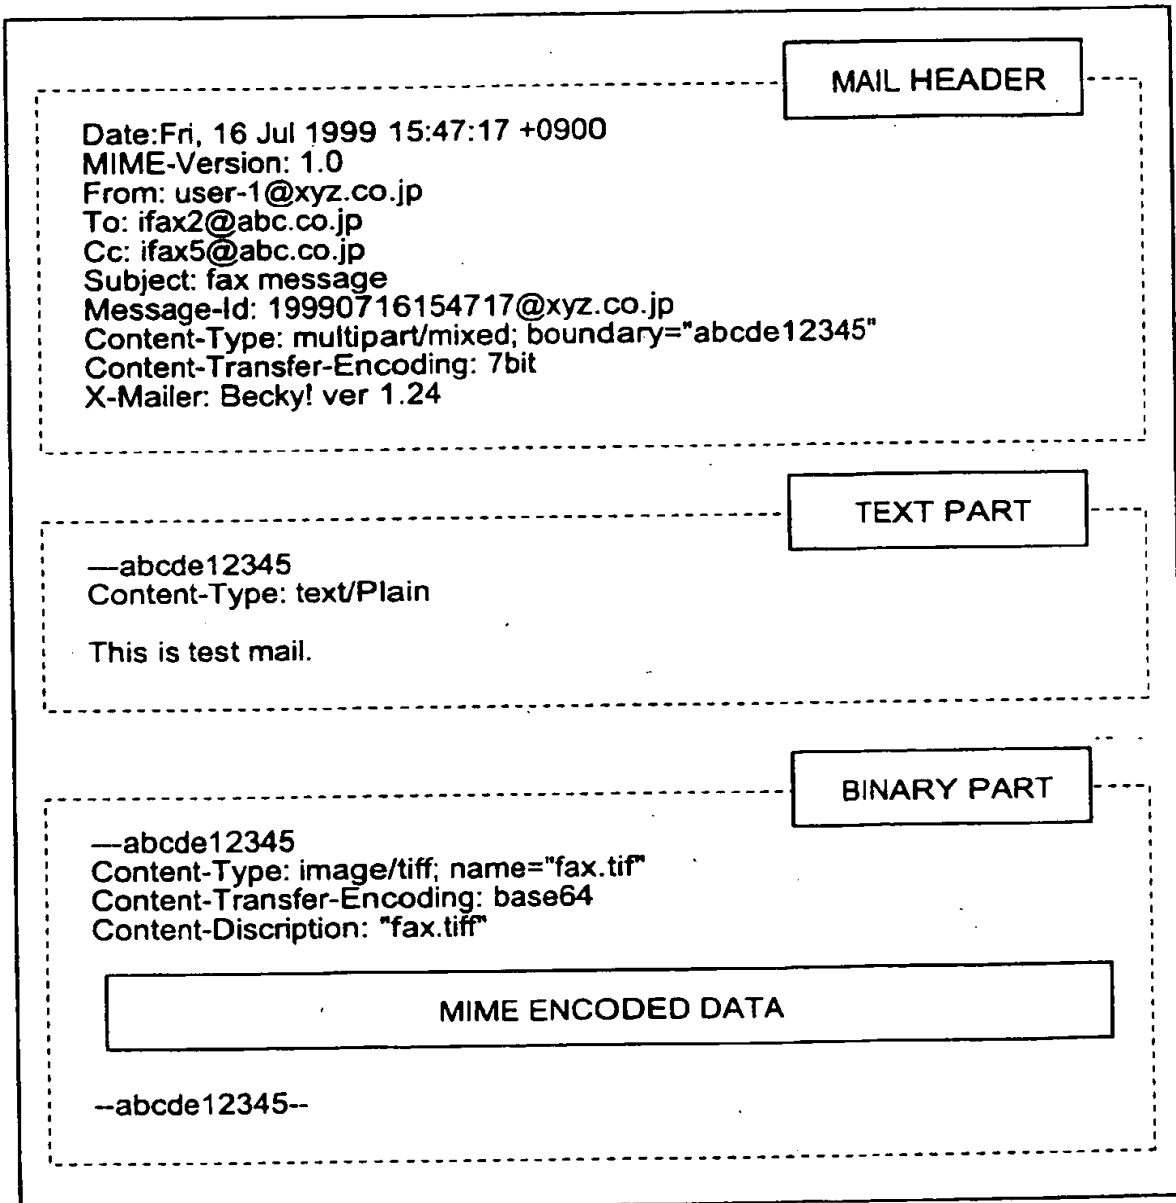 MAIL HEADER
Date:Fri, 16 Jul 1999 15:47:17 +0900
MIME-Version: 1.0
From: user-1@xyz.co.jp
To: ifax2@abc.co.jp
Cc: ifax5@abc.co.jp
Subject: fax message
Message-Id: 19990716154717@xyz.co.jp
Content-Type: multipart/mixed; boundary="abcde12345"
Content-Transfer-Encoding: 7bit
X-Mailer: Becky! ver 1.24
TEXT PART
—abcde12345
Content-Type: text/Plain
This is test mail.
BINARY PART
—abcde12345
Content-Type: image/tiff; name="fax.tif"
Content-Transfer-Encoding: base64
Content-Discription: "fax.tiff"
MIME ENCODED DATA
--abcde12345--